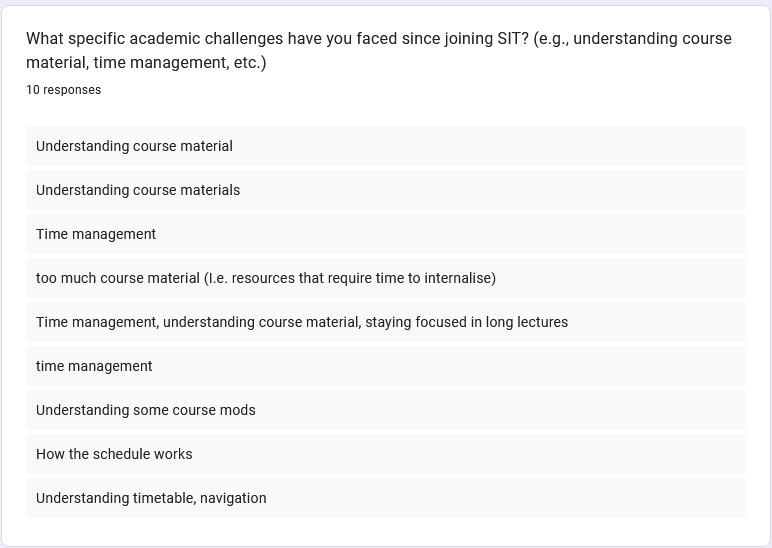 What specific academic challenges have you faced since joining SIT? (e.g., understanding course
material, time management, etc.)
10 responses
Understanding course material
Understanding course materials
Time management
too much course material (I.e. resources that require time to internalise)
Time management, understanding course material, staying focused in long lectures
time management
Understanding some course mods
How the schedule works
Understanding timetable, navigation